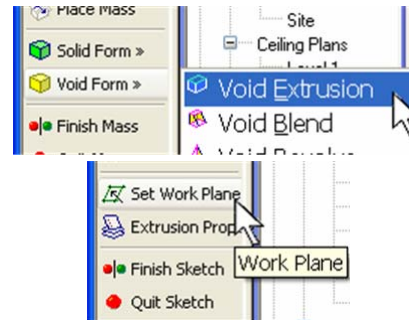 Place Mass
Site
Solid Form »
Ceiling Plans
Void Form »
Void Extrusion
Finish Mass
Void Blend
Set Work Plane
Extrusion Prop
Finish Sketch
Work Plane
Quit Sketch